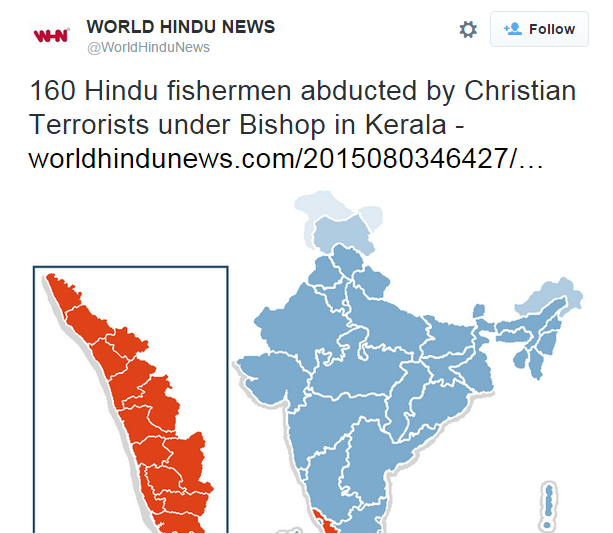 WHN
WORLD HINDU NEWS
@WorldHinduNews
Follow
160 Hindu fishermen abducted by Christian
Terrorists under Bishop in Kerala -
worldhindunews.com/2015080346427/…